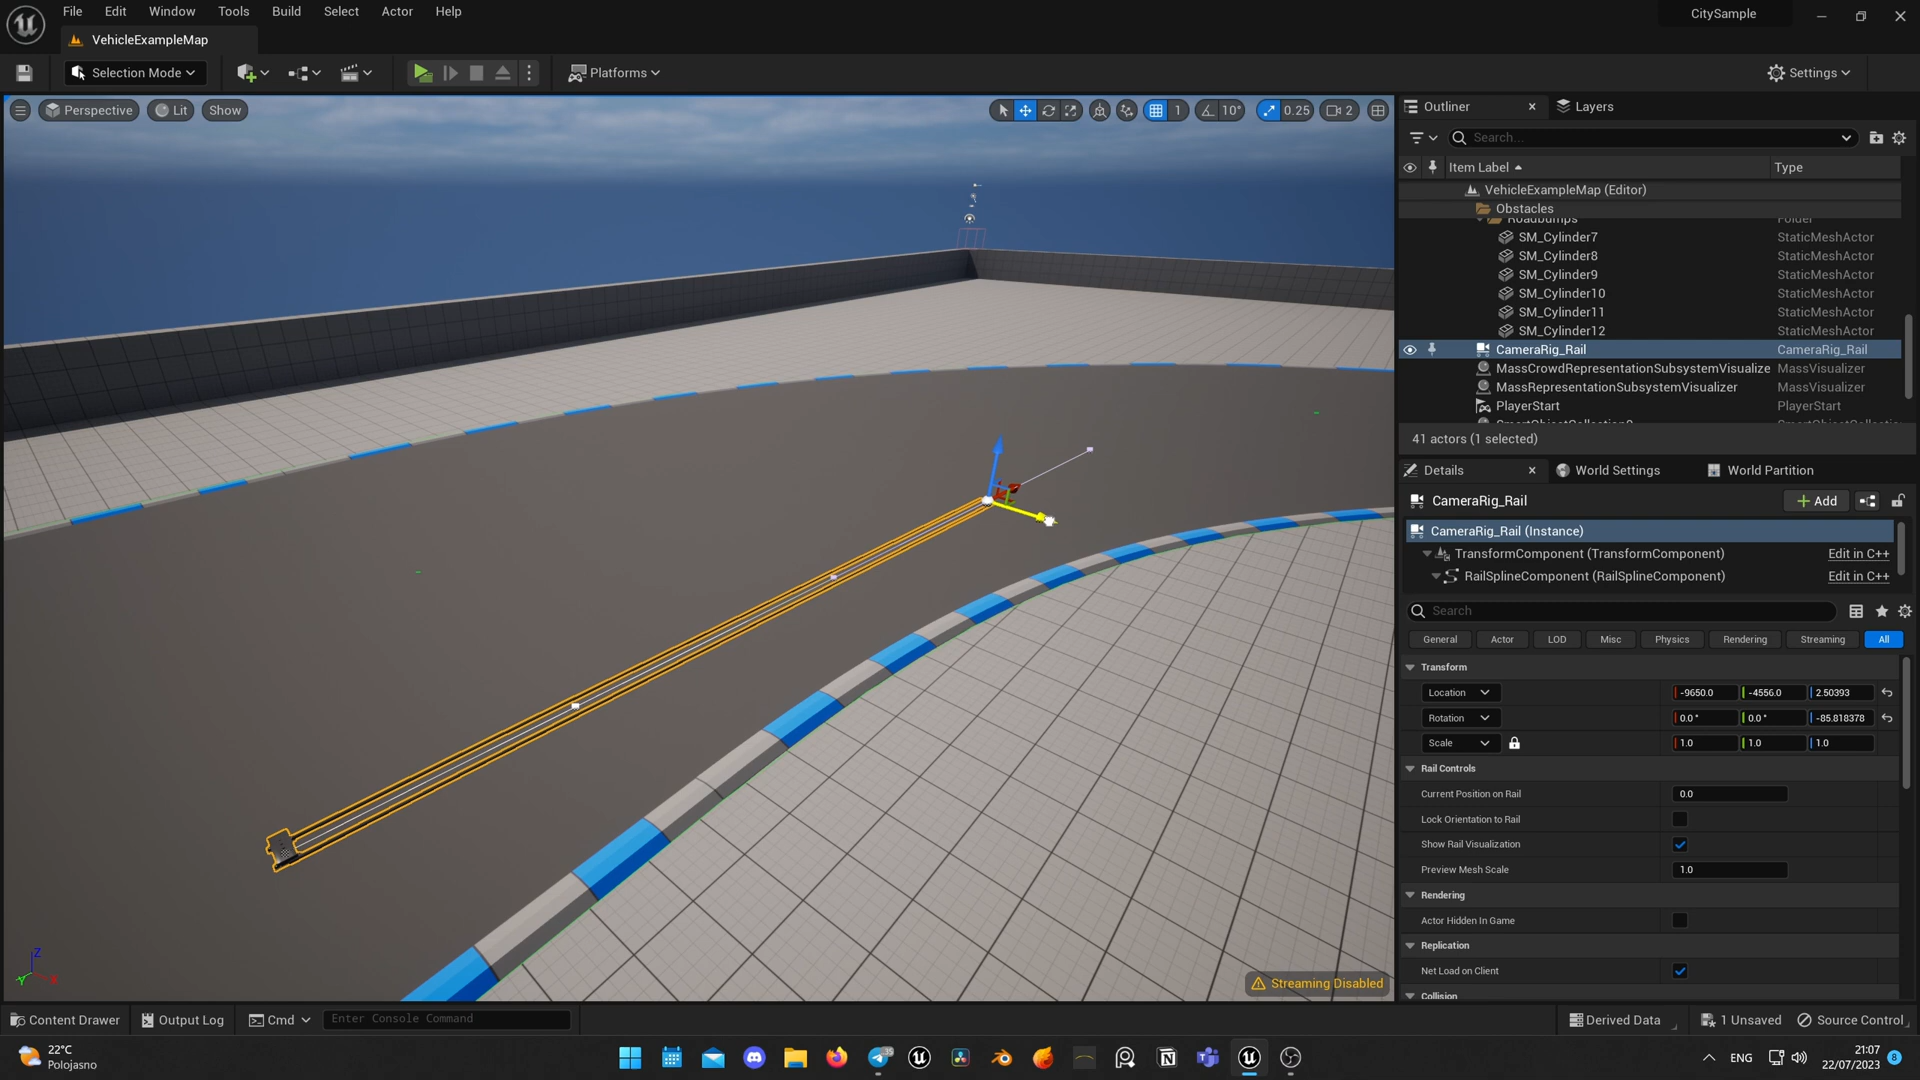 File Edit Window Tools Build Select Actor Help
CitySample
VehicleExampleMap
Selection Mode
Platforms
Settings
Perspective Lit Show
1 10° 0.25 2
Outliner
Layers
Search...
Item Label Type
VehicleExampleMap (Editor)
Obstacles
Roadbumps Folder
SM_Cylinder7 StaticMeshActor
SM_Cylinder8 StaticMeshActor
SM_Cylinder9 StaticMeshActor
SM_Cylinder10 StaticMeshActor
SM_Cylinder11 StaticMeshActor
SM_Cylinder12 StaticMeshActor
CameraRig_Rail CameraRig_Rail
MassCrowdRepresentationSubsystemVisualize MassVisualizer
MassRepresentationSubsystemVisualizer MassVisualizer
PlayerStart PlayerStart
41 actors (1 selected)
Details World Settings World Partition
CameraRig_Rail
Add
CameraRig_Rail (Instance)
TransformComponent (TransformComponent) Edit in C++
RailSplineComponent (RailSplineComponent) Edit in C++
Search
General Actor LOD Misc Physics Rendering Streaming All
Transform
Location -9650.0 -4556.0 2.50393
Rotation 0.0 ° 0.0 ° -85.818378
Scale 1.0 1.0 1.0
Rail Controls
Current Position on Rail 0.0
Lock Orientation to Rail
Show Rail Visualization
Preview Mesh Scale 1.0
Rendering
Actor Hidden In Game
Replication
Net Load on Client
Collision
Z
Y
X
Streaming Disabled
Content Drawer Output Log Cmd Enter Console Command
Derived Data 1 Unsaved Source Control
22°C
Polojasno
ENG
21:07
22/07/2023
8